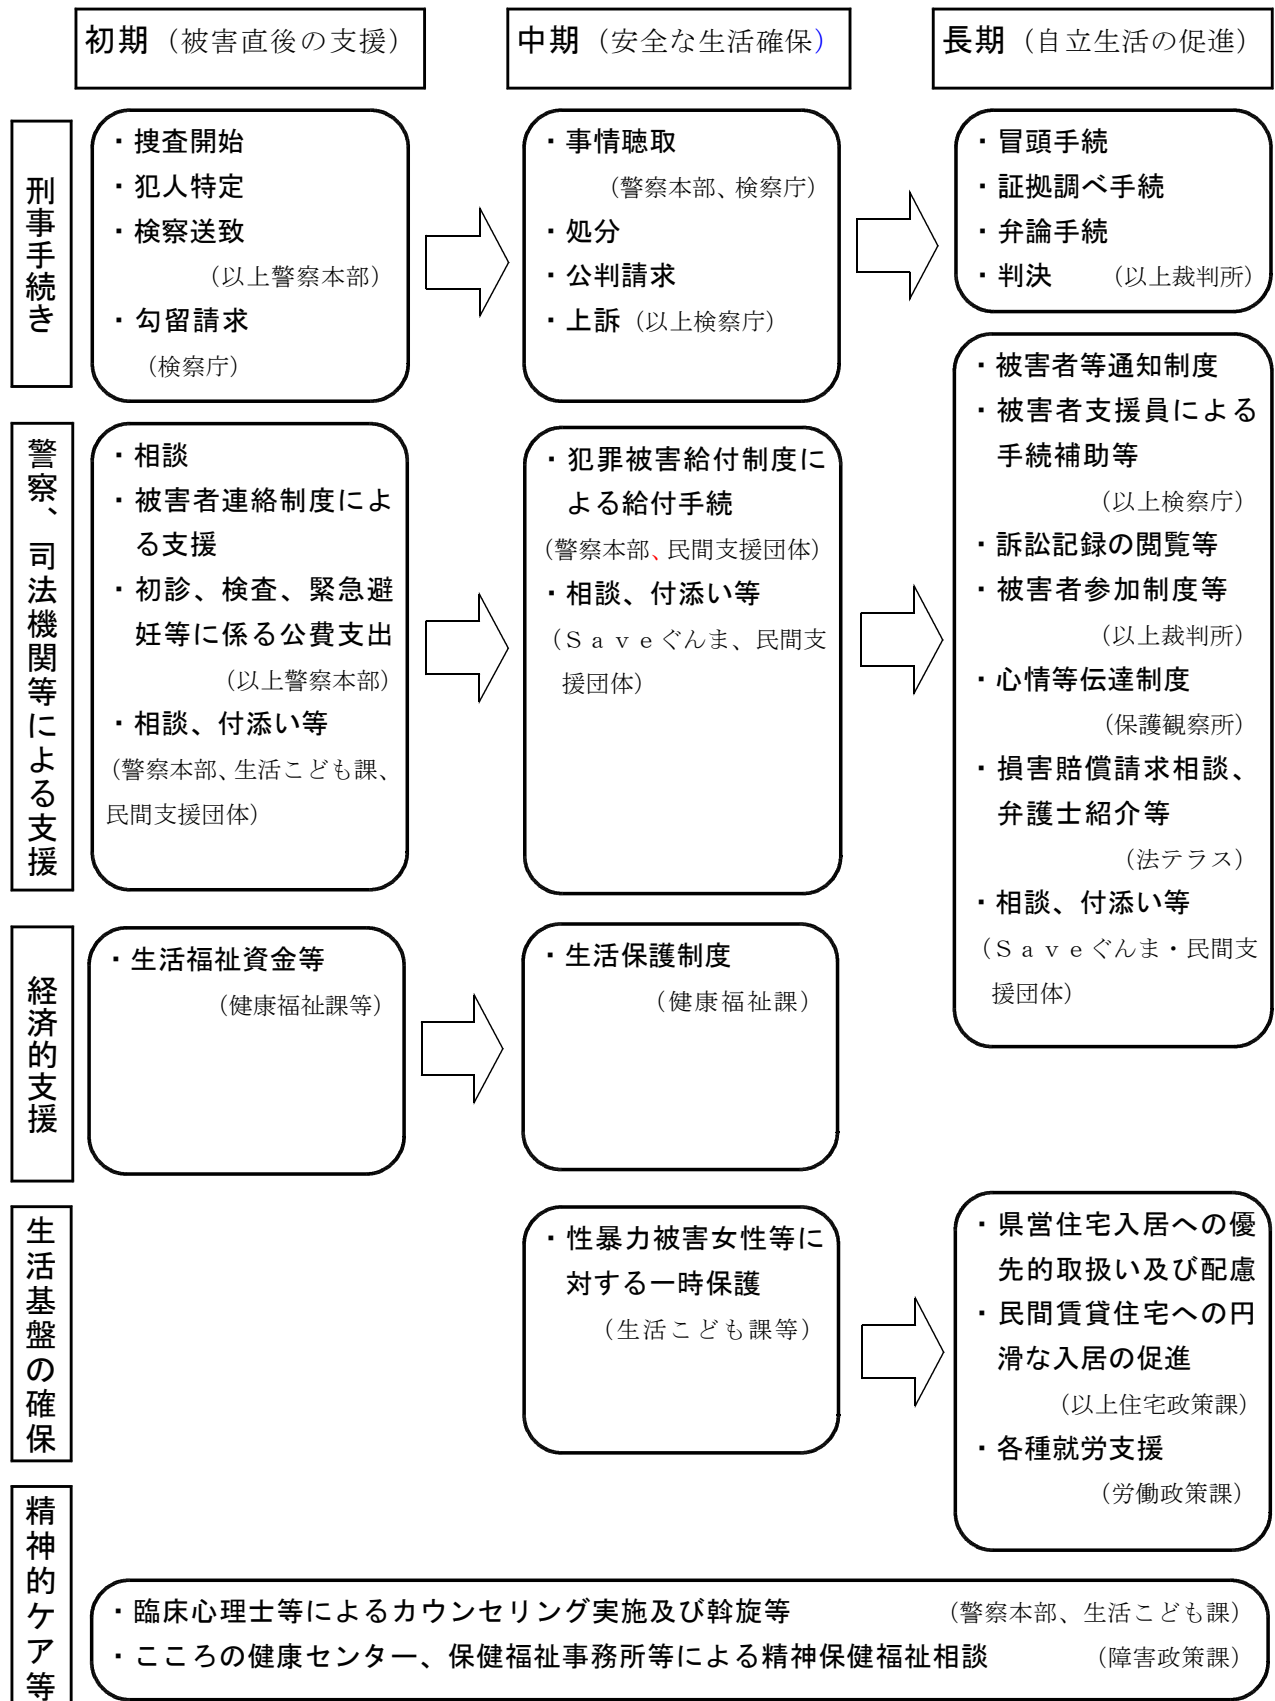 初期（被害直後の支援）
中期（安全な生活確保）
長期（自立生活の促進）
刑事手続き
・捜査開始
・犯人特定
・検察送致
（以上警察本部）
・勾留請求
（検察庁）
・事情聴取
（警察本部、検察庁）
・処分
・公判請求
・上訴（以上検察庁）
・冒頭手続
・証拠調べ手続
・弁論手続
・判決　（以上裁判所）
警察、司法機関等による支援
・相談
・被害者連絡制度によ
る支援
・初診、検査、緊急避
妊等に係る公費支出
（以上警察本部）
・相談、付添い等
（警察本部、生活こども課、
民間支援団体）
・犯罪被害給付制度に
よる給付手続
（警察本部、民間支援団体）
・相談、付添い等
（Ｓａｖｅぐんま、民間支
援団体）
・被害者等通知制度
・被害者支援員による
手続補助等
（以上検察庁）
・訴訟記録の閲覧等
・被害者参加制度等
（以上裁判所）
・心情等伝達制度
（保護観察所）
・損害賠償請求相談、
弁護士紹介等
（法テラス）
・相談、付添い等
（Ｓａｖｅぐんま・民間支
援団体）
経済的支援
・生活福祉資金等
（健康福祉課等）
・生活保護制度
（健康福祉課）
生活基盤の確保
・性暴力被害女性等に
対する一時保護
（生活こども課等）
・県営住宅入居への優
先的取扱い及び配慮
・民間賃貸住宅への円
滑な入居の促進
（以上住宅政策課）
・各種就労支援
（労働政策課）
精神的ケア等
・臨床心理士等によるカウンセリング実施及び斡旋等　（警察本部、生活こども課）
・こころの健康センター、保健福祉事務所等による精神保健福祉相談　（障害政策課）